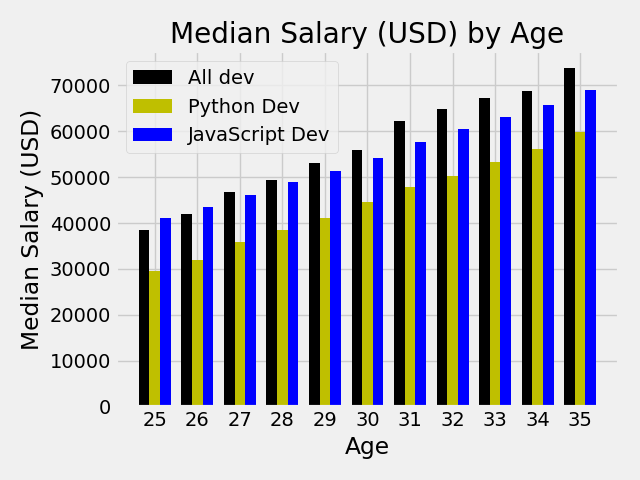 Median Salary (USD) by Age
All dev
Python Dev
JavaScript Dev
Median Salary (USD)
70000
60000
50000
40000
30000
20000
10000
0
25 26 27 28 29 30 31 32 33 34 35
Age